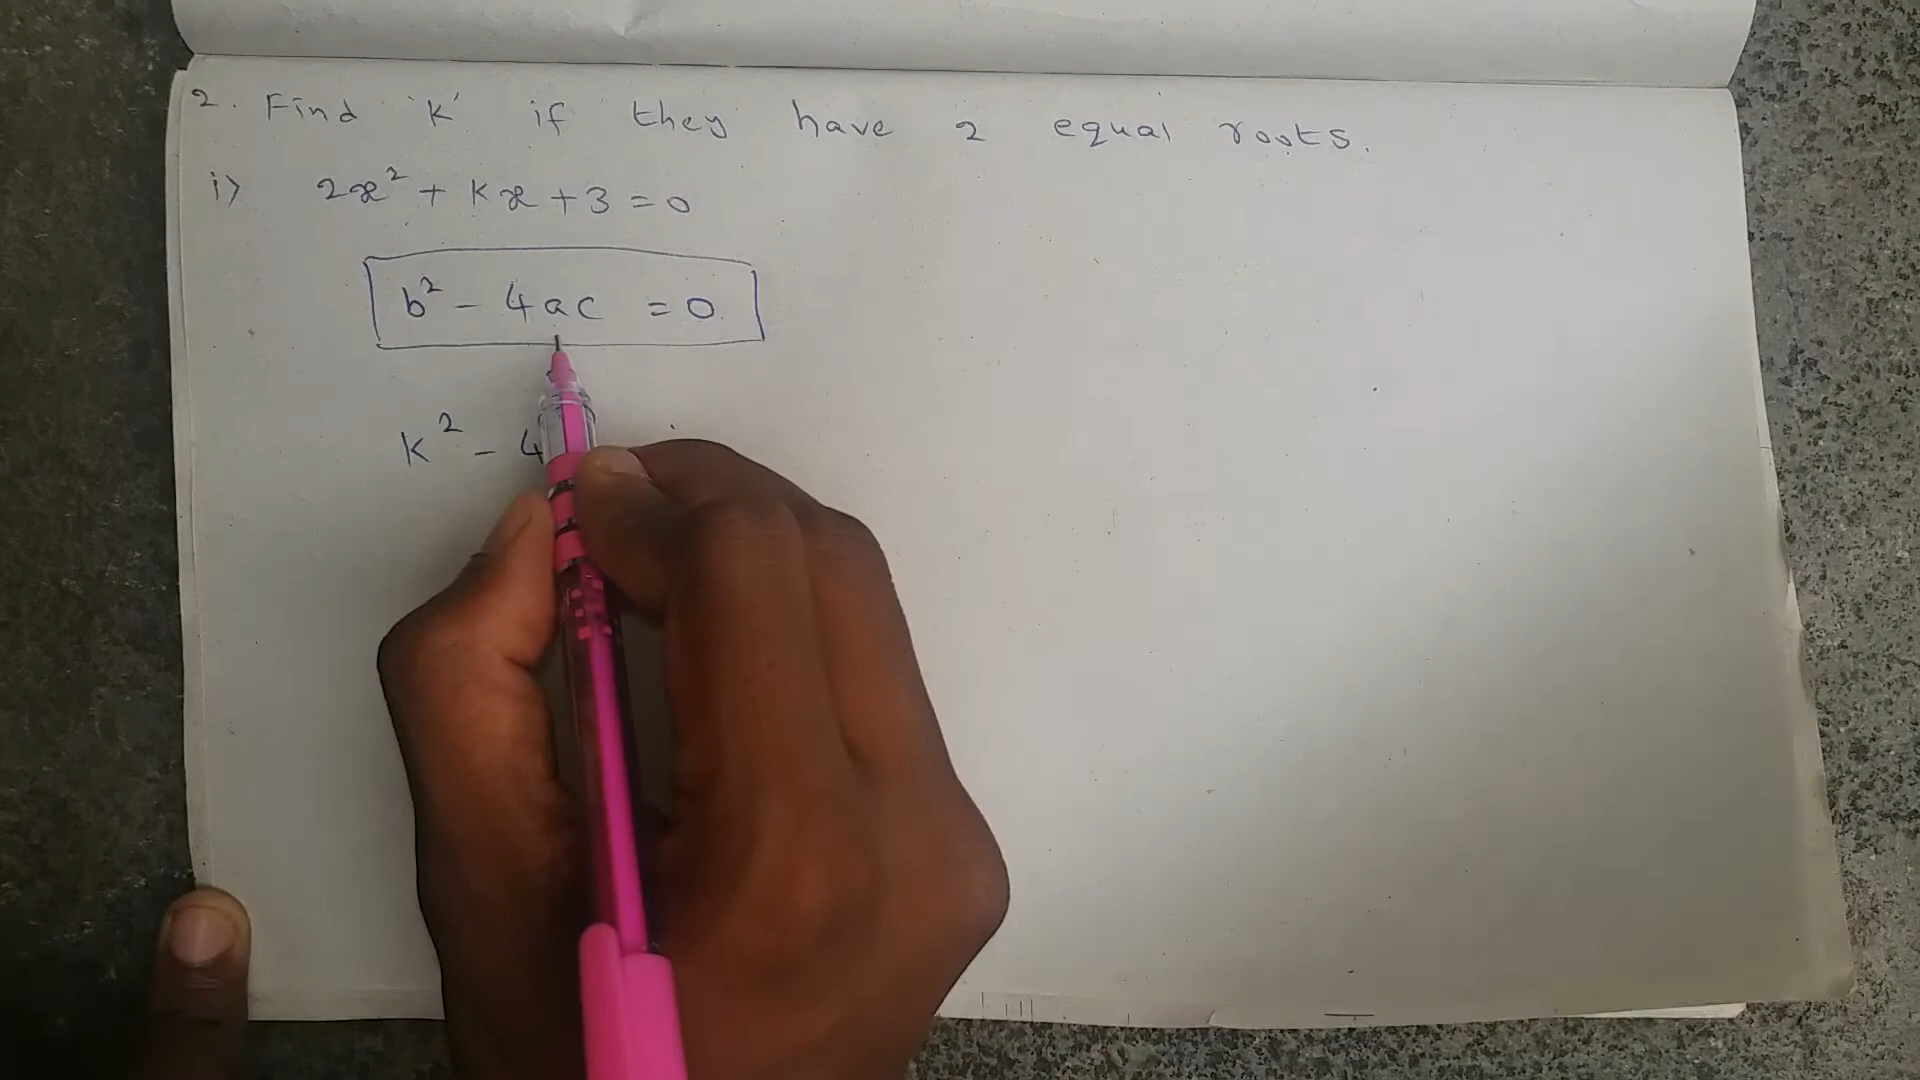 2. Find 'K' if they have 2 equal roots.
i) 2x² + Kx + 3 = 0
b² - 4ac = 0
K² - 4